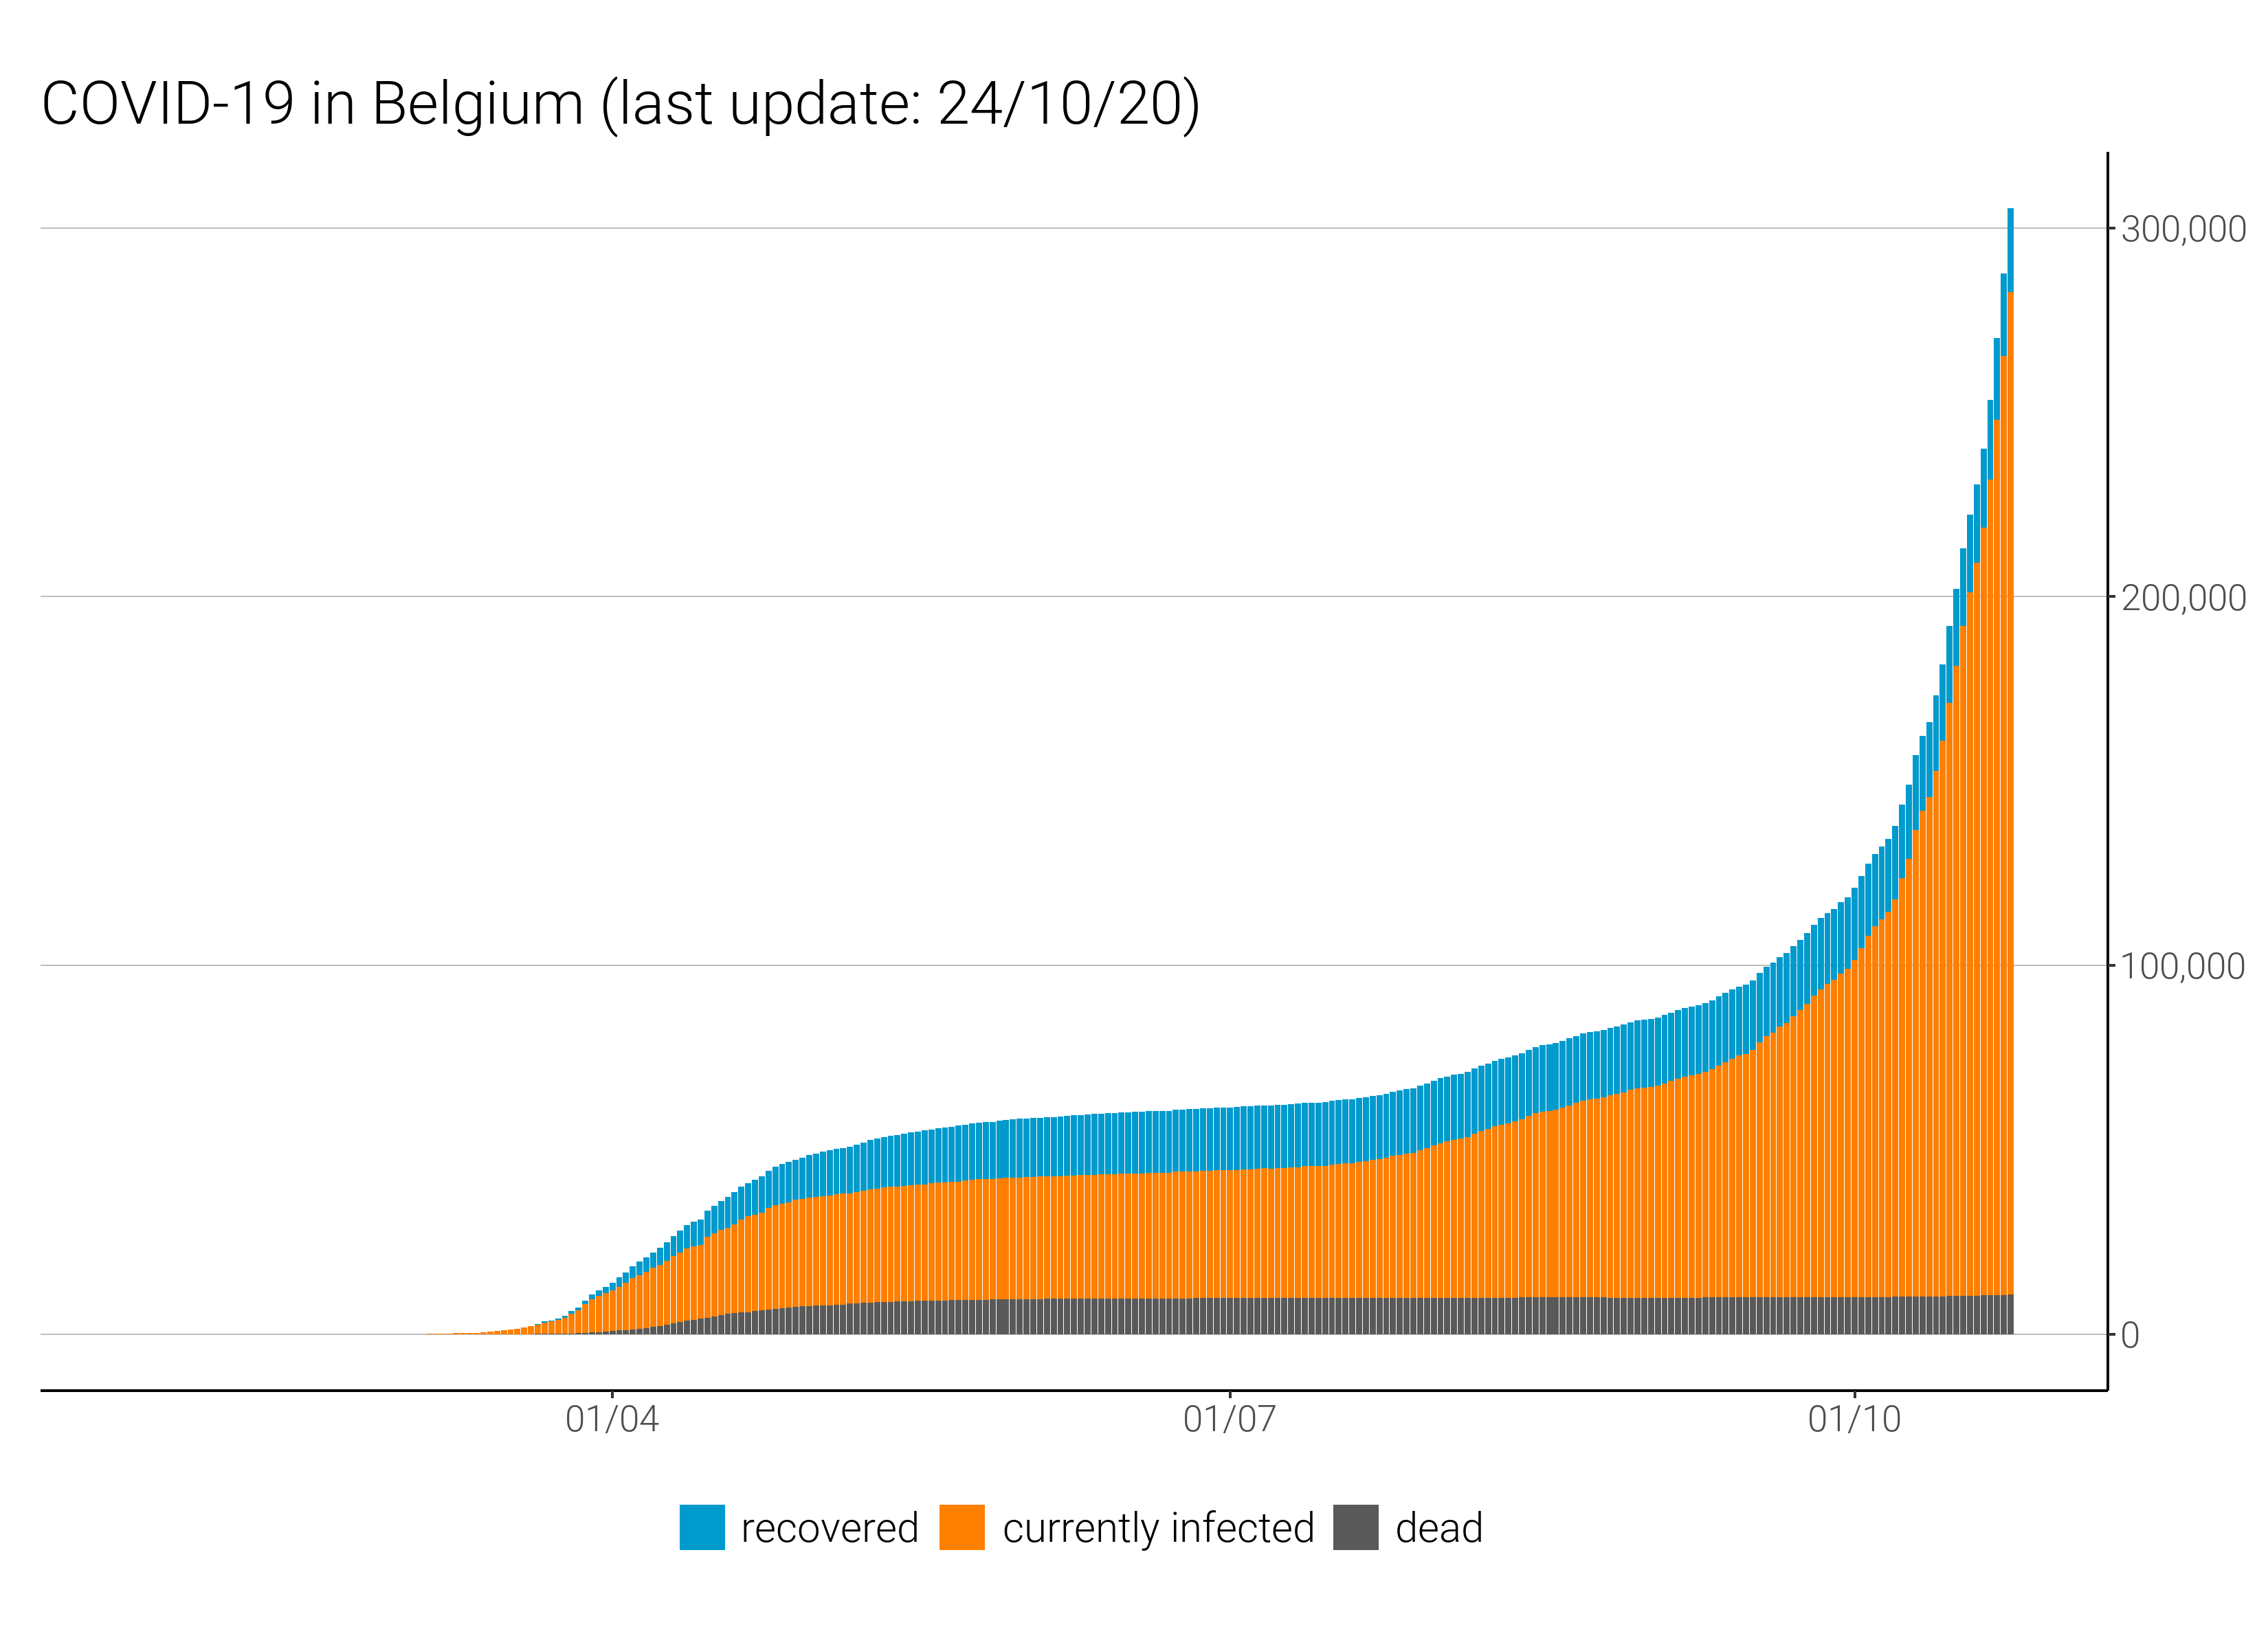 COVID-19 in Belgium (last update: 24/10/20)
300,000
200,000
100,000
0
01/04 01/07 01/10
recovered currently infected dead